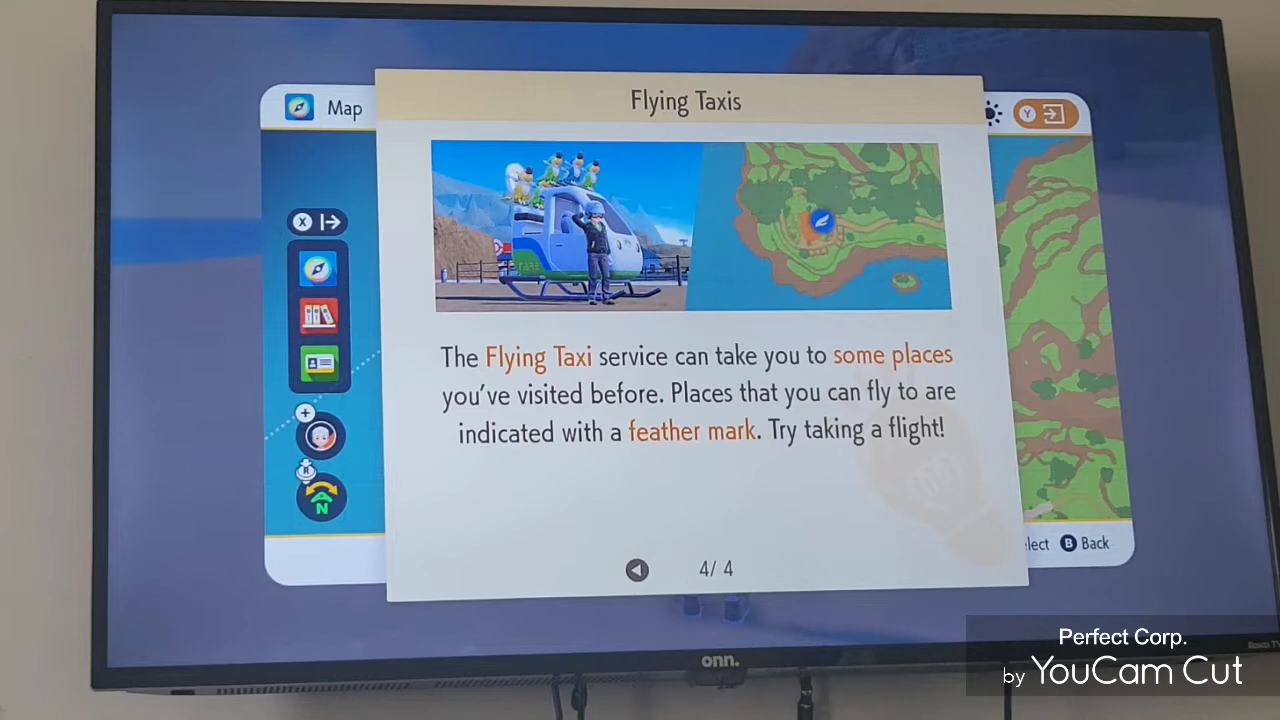 Flying Taxis
Map
Y
X
The Flying Taxi service can take you to some places
you've visited before. Places that you can fly to are
indicated with a feather mark. Try taking a flight!
+
R
N
4/ 4
lect B Back
onn.
Perfect Corp.
by YouCam Cut